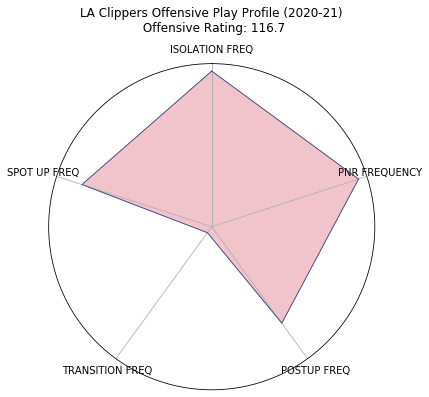 LA Clippers Offensive Play Profile (2020-21)
Offensive Rating: 116.7
ISOLATION FREQ
SPOT UP FREQ
PNR FREQUENCY
TRANSITION FREQ
POSTUP FREQ